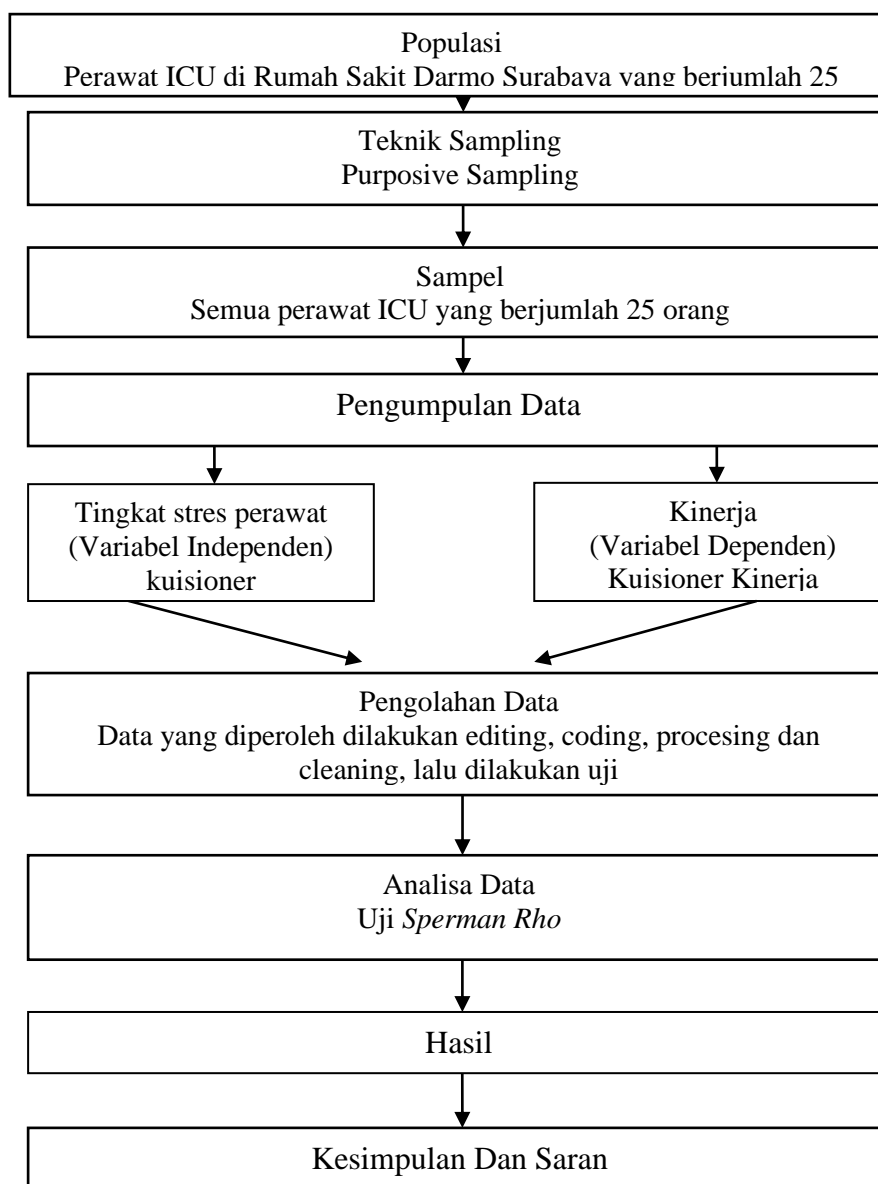 Populasi
Perawat ICU di Rumah Sakit Darmo Surabaya yang berjumlah 25
Teknik Sampling
Purposive Sampling
Sampel
Semua perawat ICU yang berjumlah 25 orang
Pengumpulan Data
Tingkat stres perawat
(Variabel Independen)
kuisioner
Kinerja
(Variabel Dependen)
Kuisioner Kinerja
Pengolahan Data
Data yang diperoleh dilakukan editing, coding, procesing dan
cleaning, lalu dilakukan uji
Analisa Data
Uji Sperman Rho
Hasil
Kesimpulan Dan Saran